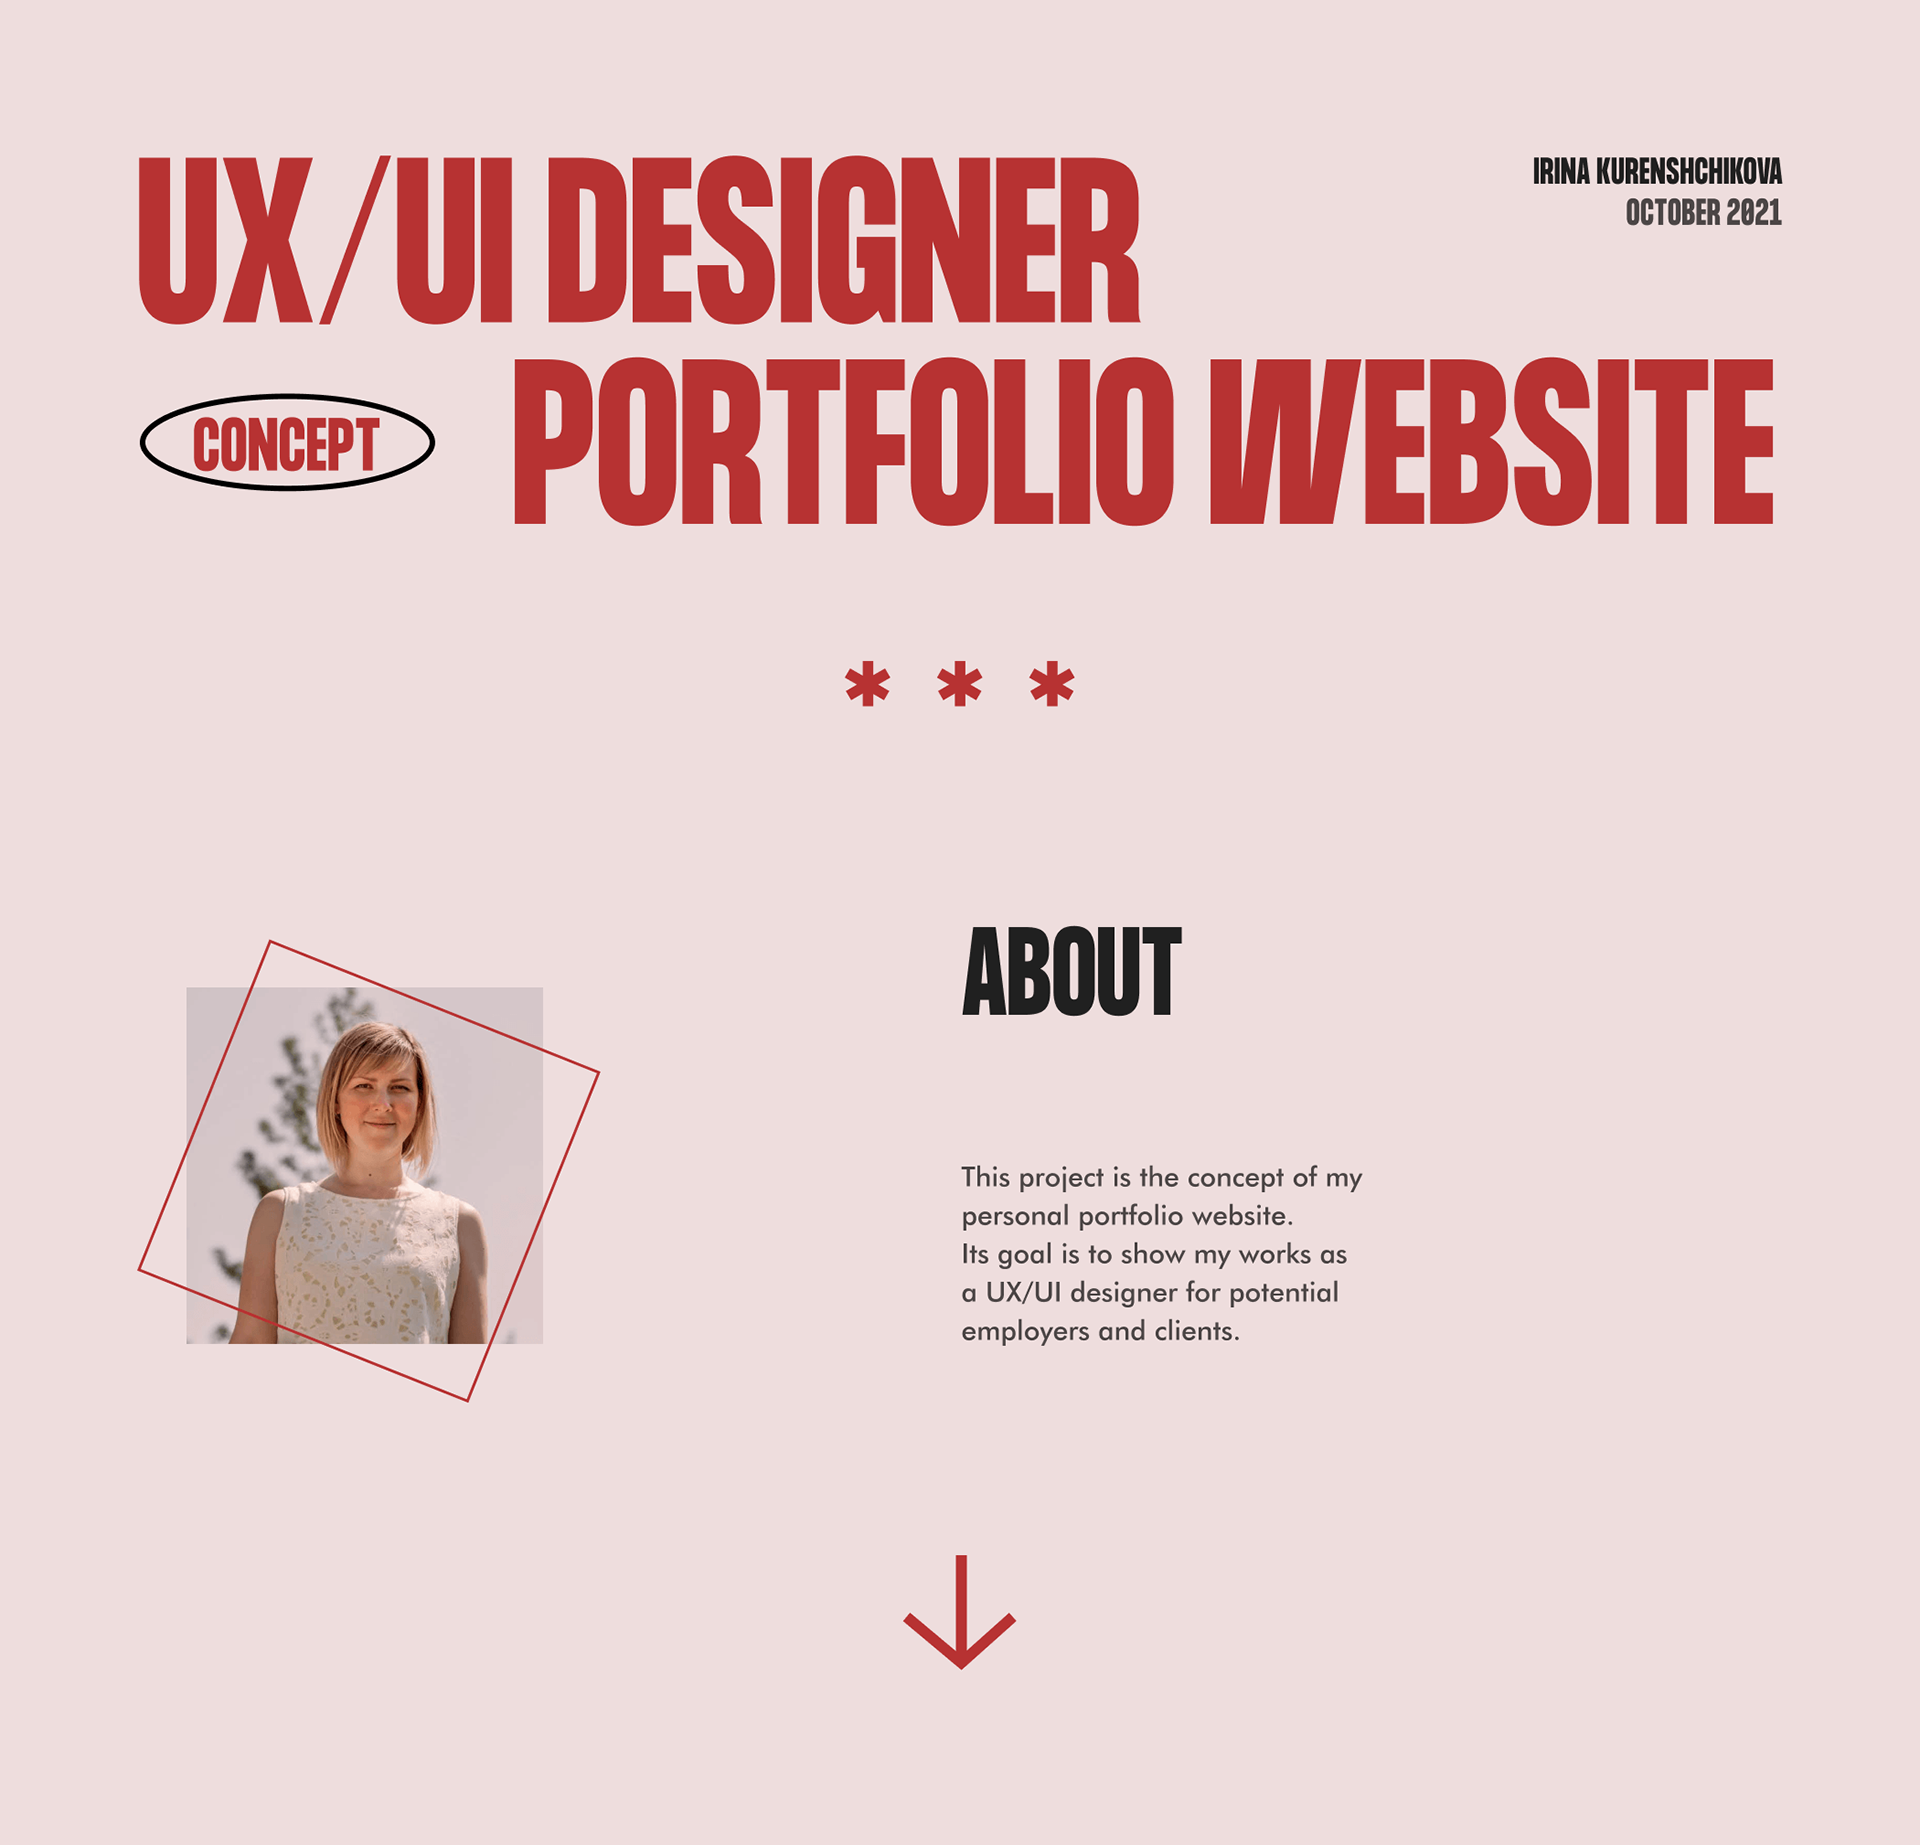 UX/UI DESIGNER
IRINA KURENSHCHIKOVA
OCTOBER 2021
CONCEPT
PORTFOLIO WEBSITE
* * *
ABOUT
This project is the concept of my
personal portfolio website.
Its goal is to show my works as
a UX/UI designer for potential
employers and clients.